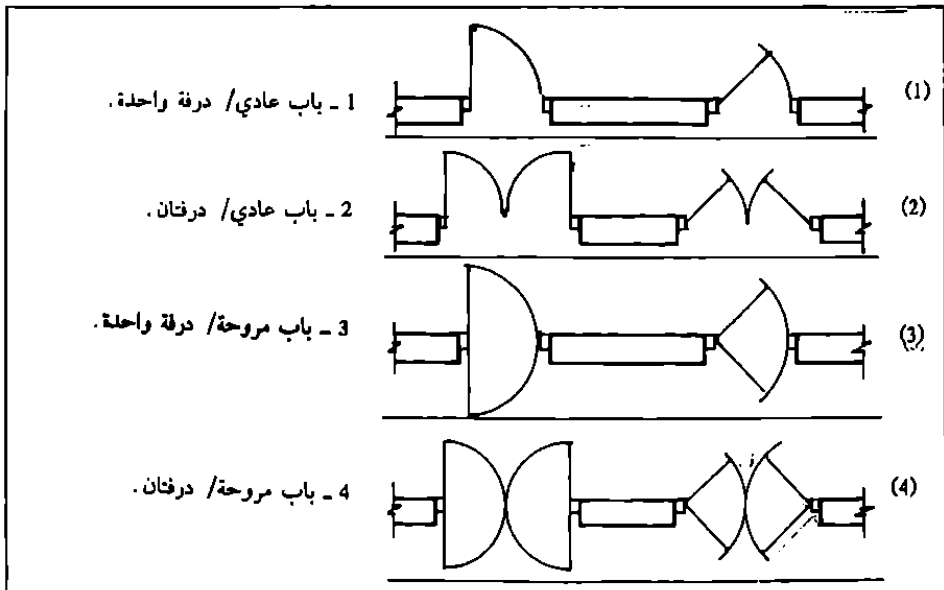 1 ـ باب عادي/ درفة واحدة.
(1)
2 ـ باب عادي/ درفتان.
(2)
3 ـ باب مروحة/ درفة واحدة.
(3)
4 ـ باب مروحة/ درفتان.
(4)